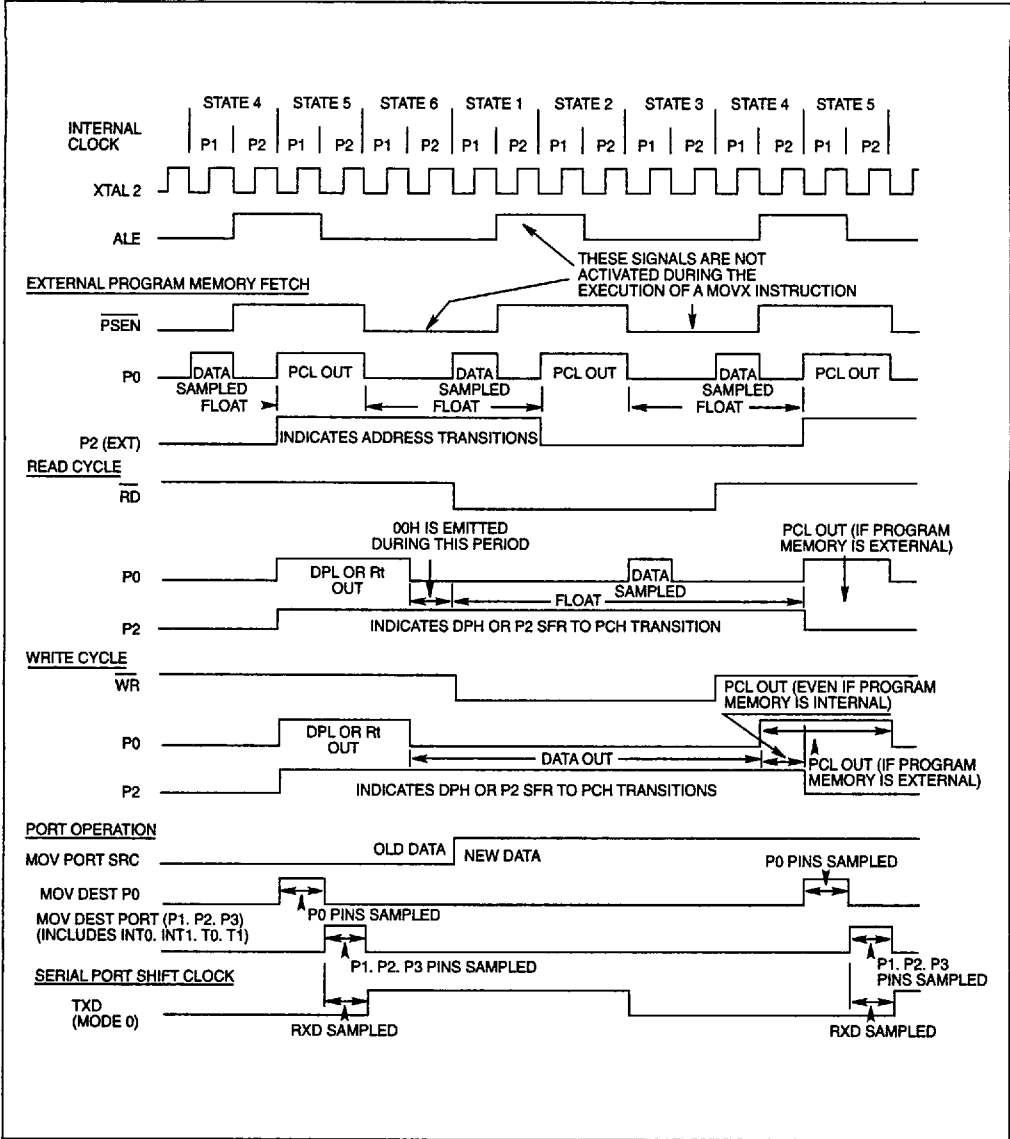 STATE 4 STATE 5 STATE 6 STATE 1 STATE 2 STATE 3 STATE 4 STATE 5
INTERNAL
CLOCK
P1 P2 P1 P2 P1 P2 P1 P2 P1 P2 P1 P2 P1 P2 P1 P2
XTAL 2
ALE
THESE SIGNALS ARE NOT
ACTIVATED DURING THE
EXECUTION OF A MOVX INSTRUCTION
EXTERNAL PROGRAM MEMORY FETCH
PSEN
P0
DATA PCL OUT DATA PCL OUT DATA PCL OUT
SAMPLED SAMPLED SAMPLED
FLOAT FLOAT FLOAT
P2 (EXT)
INDICATES ADDRESS TRANSITIONS
READ CYCLE
RD
00H IS EMITTED
DURING THIS PERIOD
PCL OUT (IF PROGRAM
MEMORY IS EXTERNAL)
P0
DPL OR Rt
OUT
DATA
SAMPLED
FLOAT
P2
INDICATES DPH OR P2 SFR TO PCH TRANSITION
WRITE CYCLE
WR
PCL OUT (EVEN IF PROGRAM
MEMORY IS INTERNAL)
P0
DPL OR Rt
OUT
DATA OUT
PCL OUT (IF PROGRAM
MEMORY IS EXTERNAL)
P2
INDICATES DPH OR P2 SFR TO PCH TRANSITIONS
PORT OPERATION
MOV PORT SRC
OLD DATA NEW DATA
P0 PINS SAMPLED
MOV DEST P0
P0 PINS SAMPLED
MOV DEST PORT (P1. P2. P3)
(INCLUDES INT0. INT1. T0. T1)
P1. P2. P3 PINS SAMPLED
P1. P2. P3
PINS SAMPLED
SERIAL PORT SHIFT CLOCK
TXD
(MODE 0)
RXD SAMPLED RXD SAMPLED